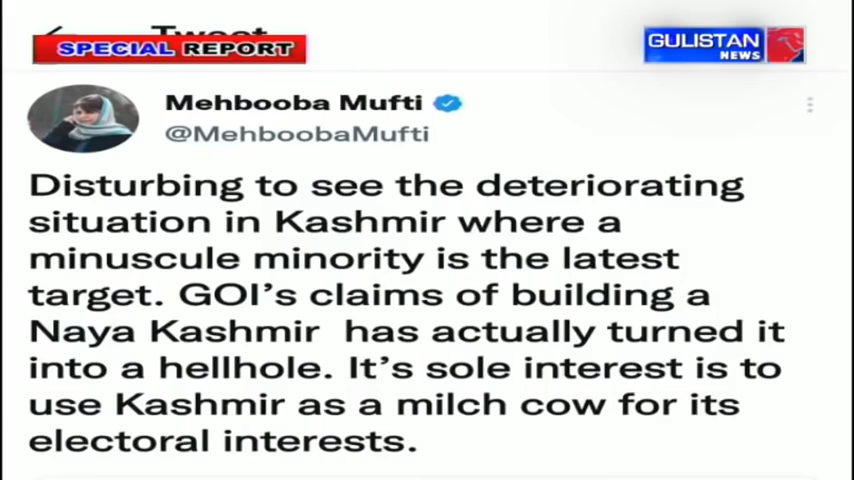 Tweet
SPECIAL REPORT
GULISTAN
NEWS
Mehbooba Mufti
@MehboobaMufti
Disturbing to see the deteriorating
situation in Kashmir where a
minuscule minority is the latest
target. GOI’s claims of building a
Naya Kashmir has actually turned it
into a hellhole. It’s sole interest is to
use Kashmir as a milch cow for its
electoral interests.